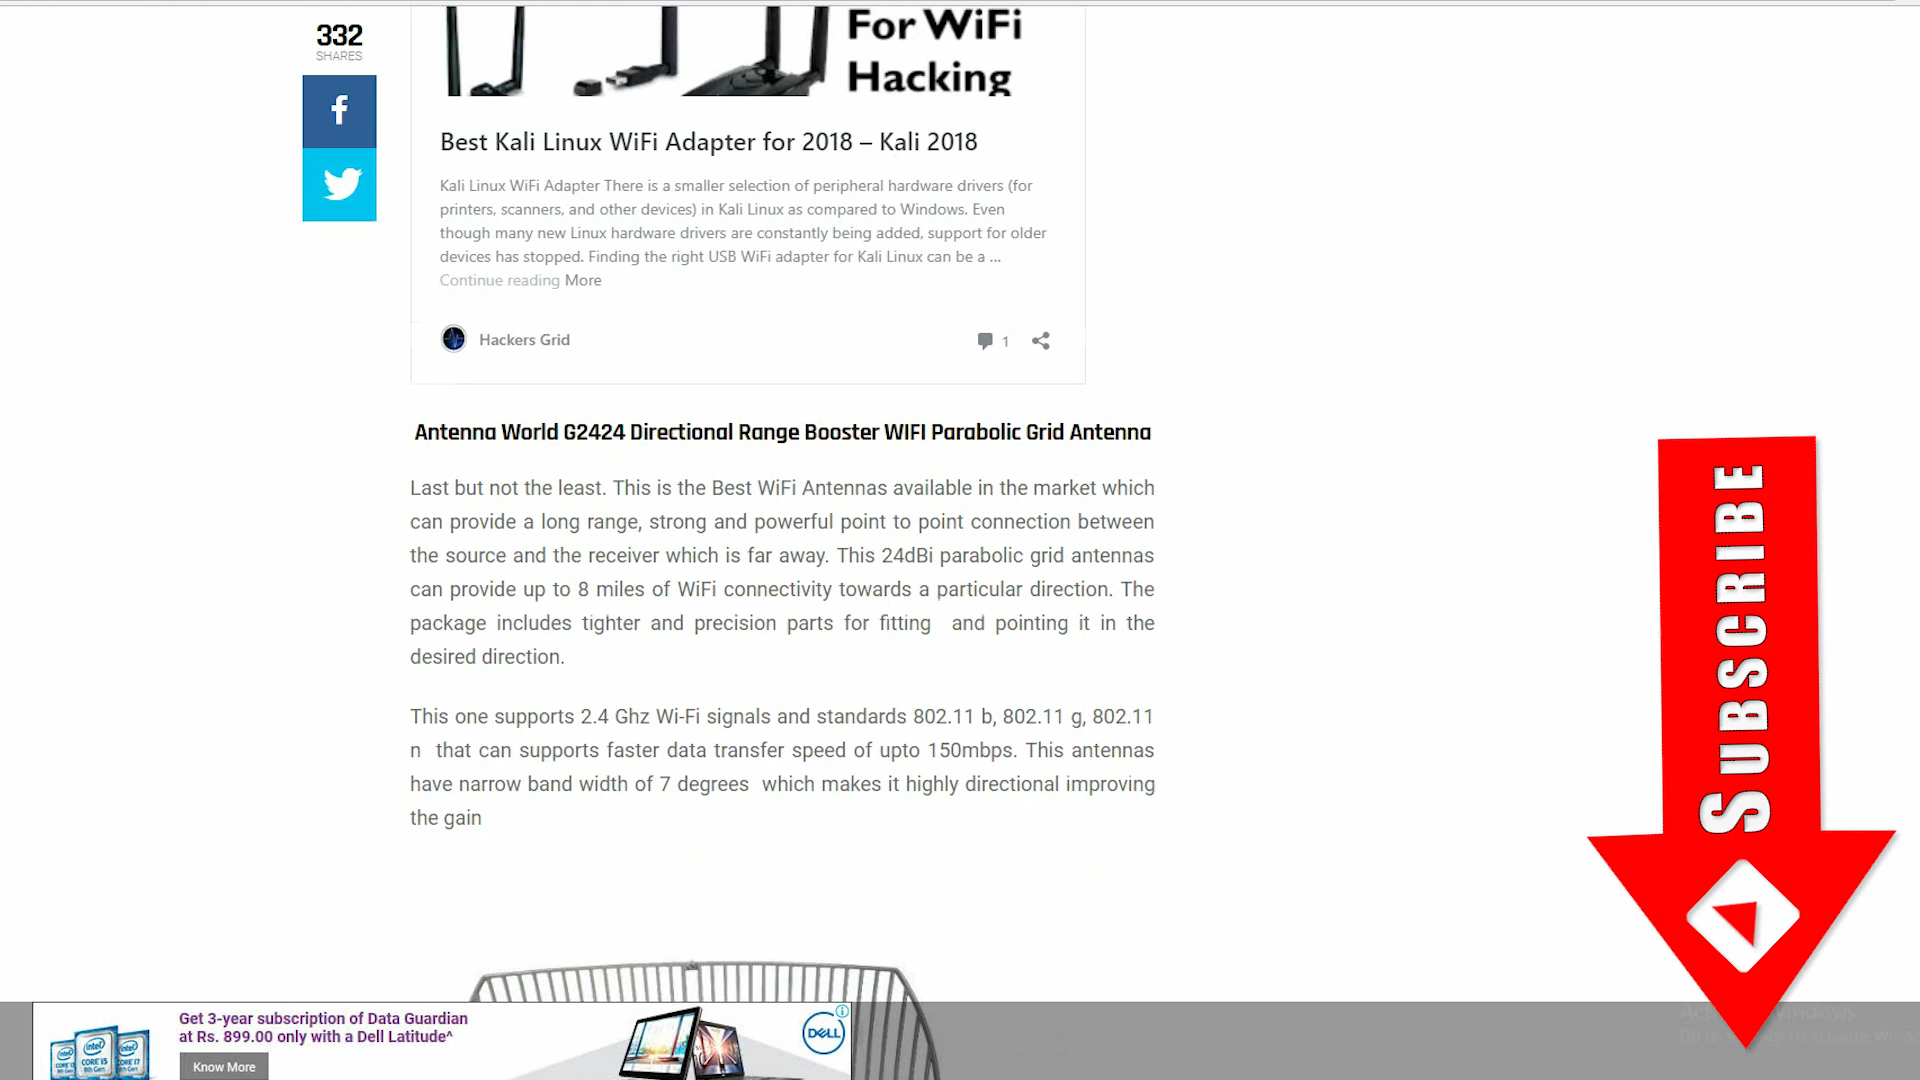 332
SHARES
For WiFi
Hacking
Best Kali Linux WiFi Adapter for 2018 – Kali 2018
Kali Linux WiFi Adapter There is a smaller selection of peripheral hardware drivers (for
printers, scanners, and other devices) in Kali Linux as compared to Windows. Even
though many new Linux hardware drivers are constantly being added, support for older
devices has stopped. Finding the right USB WiFi adapter for Kali Linux can be a ...
Continue reading More
Hackers Grid
1
Antenna World G2424 Directional Range Booster WIFI Parabolic Grid Antenna
Last but not the least. This is the Best WiFi Antennas available in the market which
can provide a long range, strong and powerful point to point connection between
the source and the receiver which is far away. This 24dBi parabolic grid antennas
can provide up to 8 miles of WiFi connectivity towards a particular direction. The
package includes tighter and precision parts for fitting and pointing it in the
desired direction.
This one supports 2.4 Ghz Wi-Fi signals and standards 802.11 b, 802.11 g, 802.11
n that can supports faster data transfer speed of upto 150mbps. This antennas
have narrow band width of 7 degrees which makes it highly directional improving
the gain
SUBSCRIBE
Get 3-year subscription of Data Guardian
at Rs. 899.00 only with a Dell Latitude^
Know More
DELL
intel
CORE i5
8th Gen